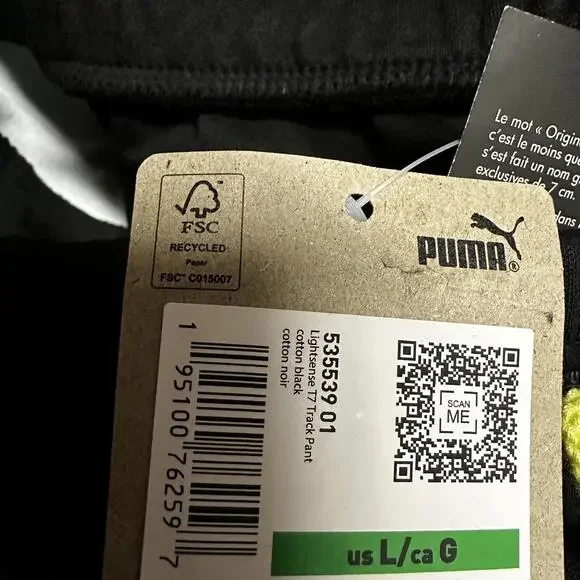 Le mot « Origin
c'est le moins qu
s'est fait un nom g
exclusives de 7 cm.
dans
FSC
RECYCLED
Paper
FSC™ C015007
PUMA®
535539 01
Lightsense T7 Track Pant
cotton black
cotton noir
SCAN
ME
1 95100 76259 7
us L/ca G